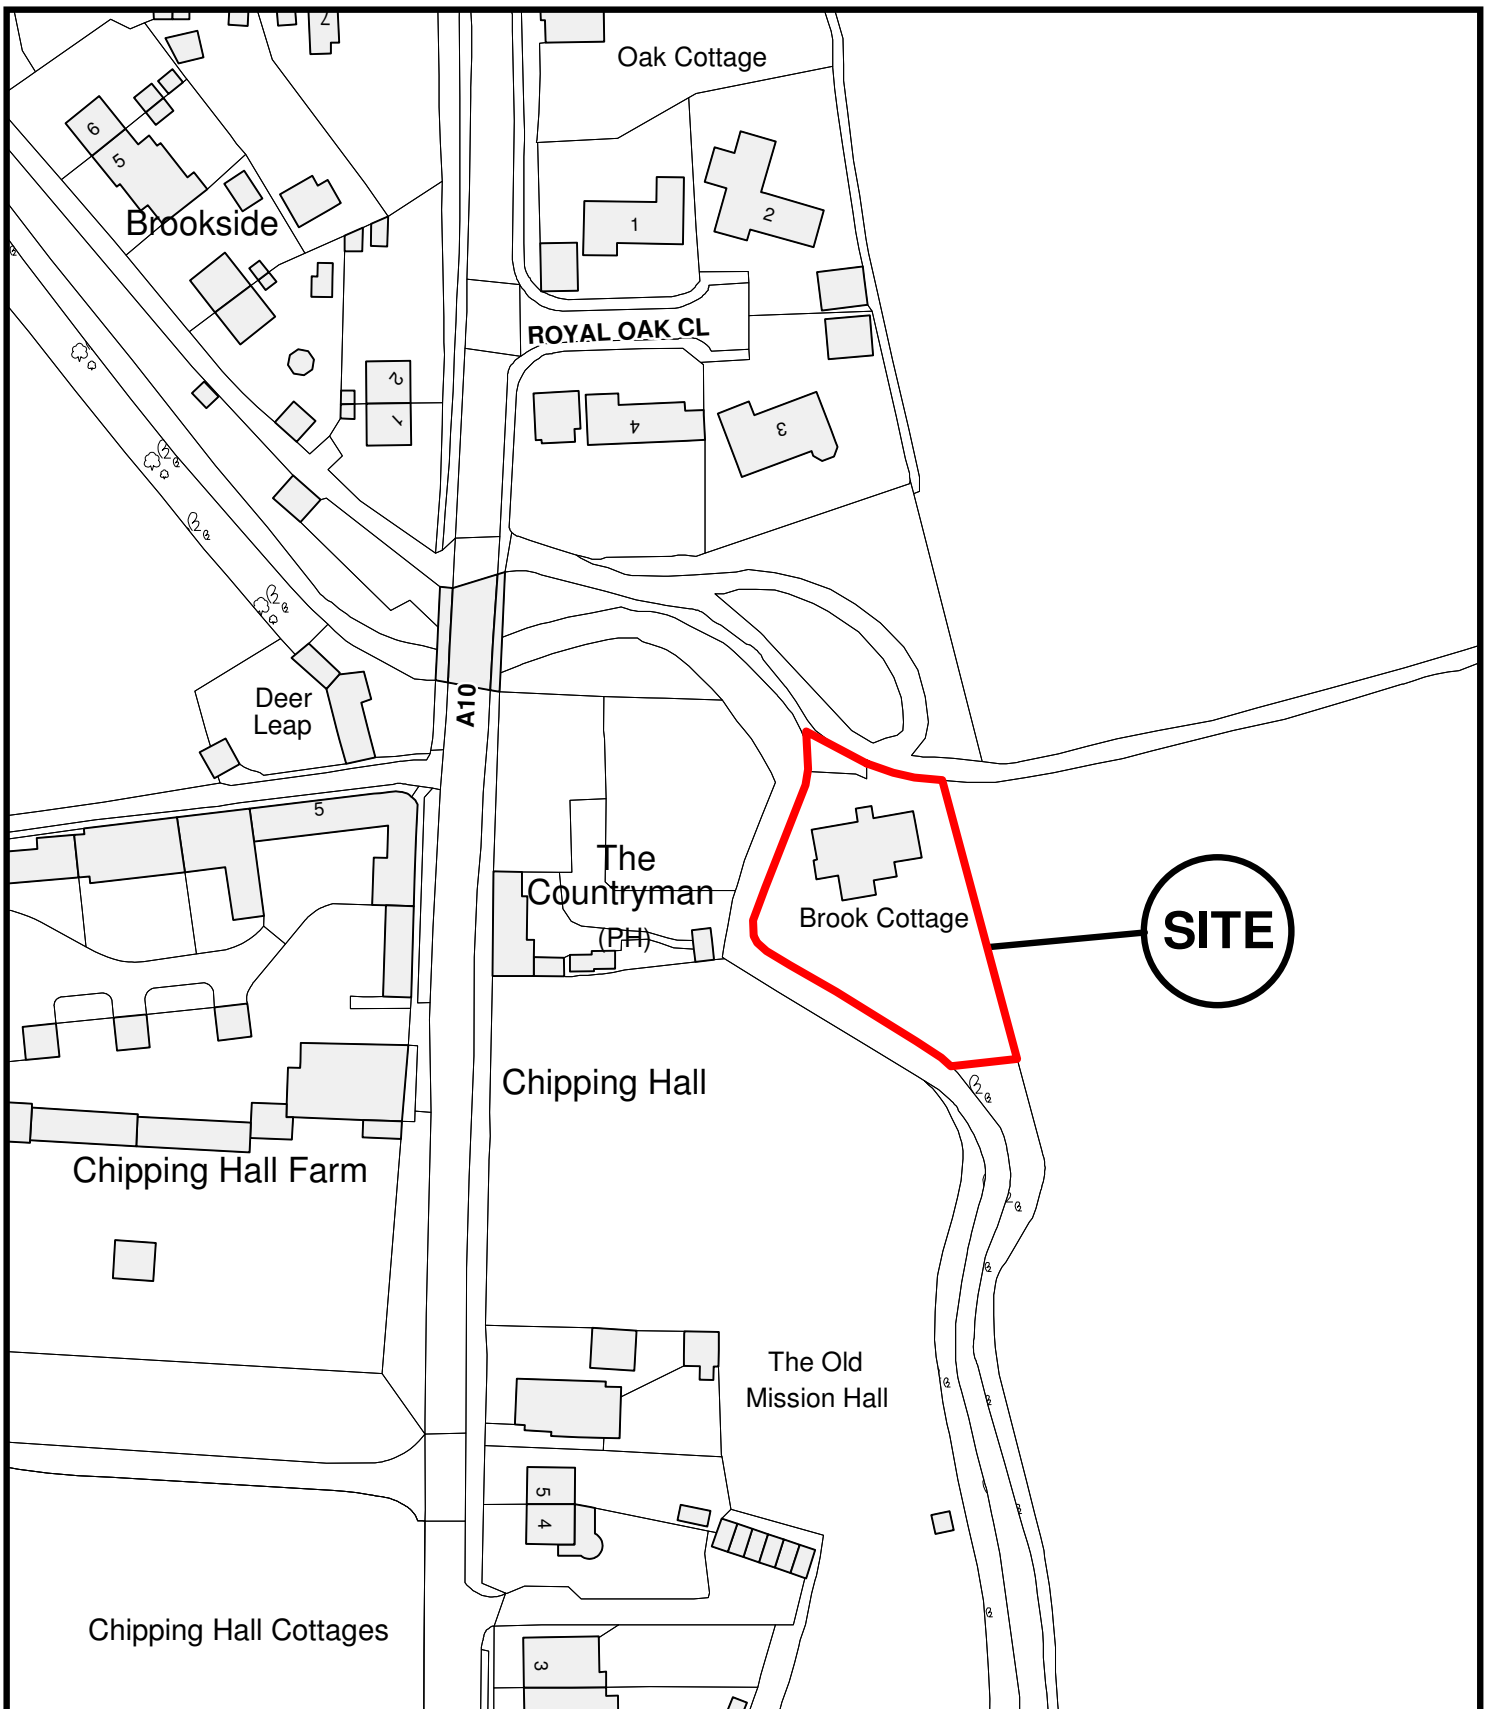 7
Oak Cottage
6
5
Brookside
1
2
ROYAL OAK CL
2
1
4
3
Deer
Leap
A10
5
The
Countryman
(PH)
Brook Cottage
SITE
Chipping Hall
Chipping Hall Farm
The Old
Mission Hall
5
4
Chipping Hall Cottages
3